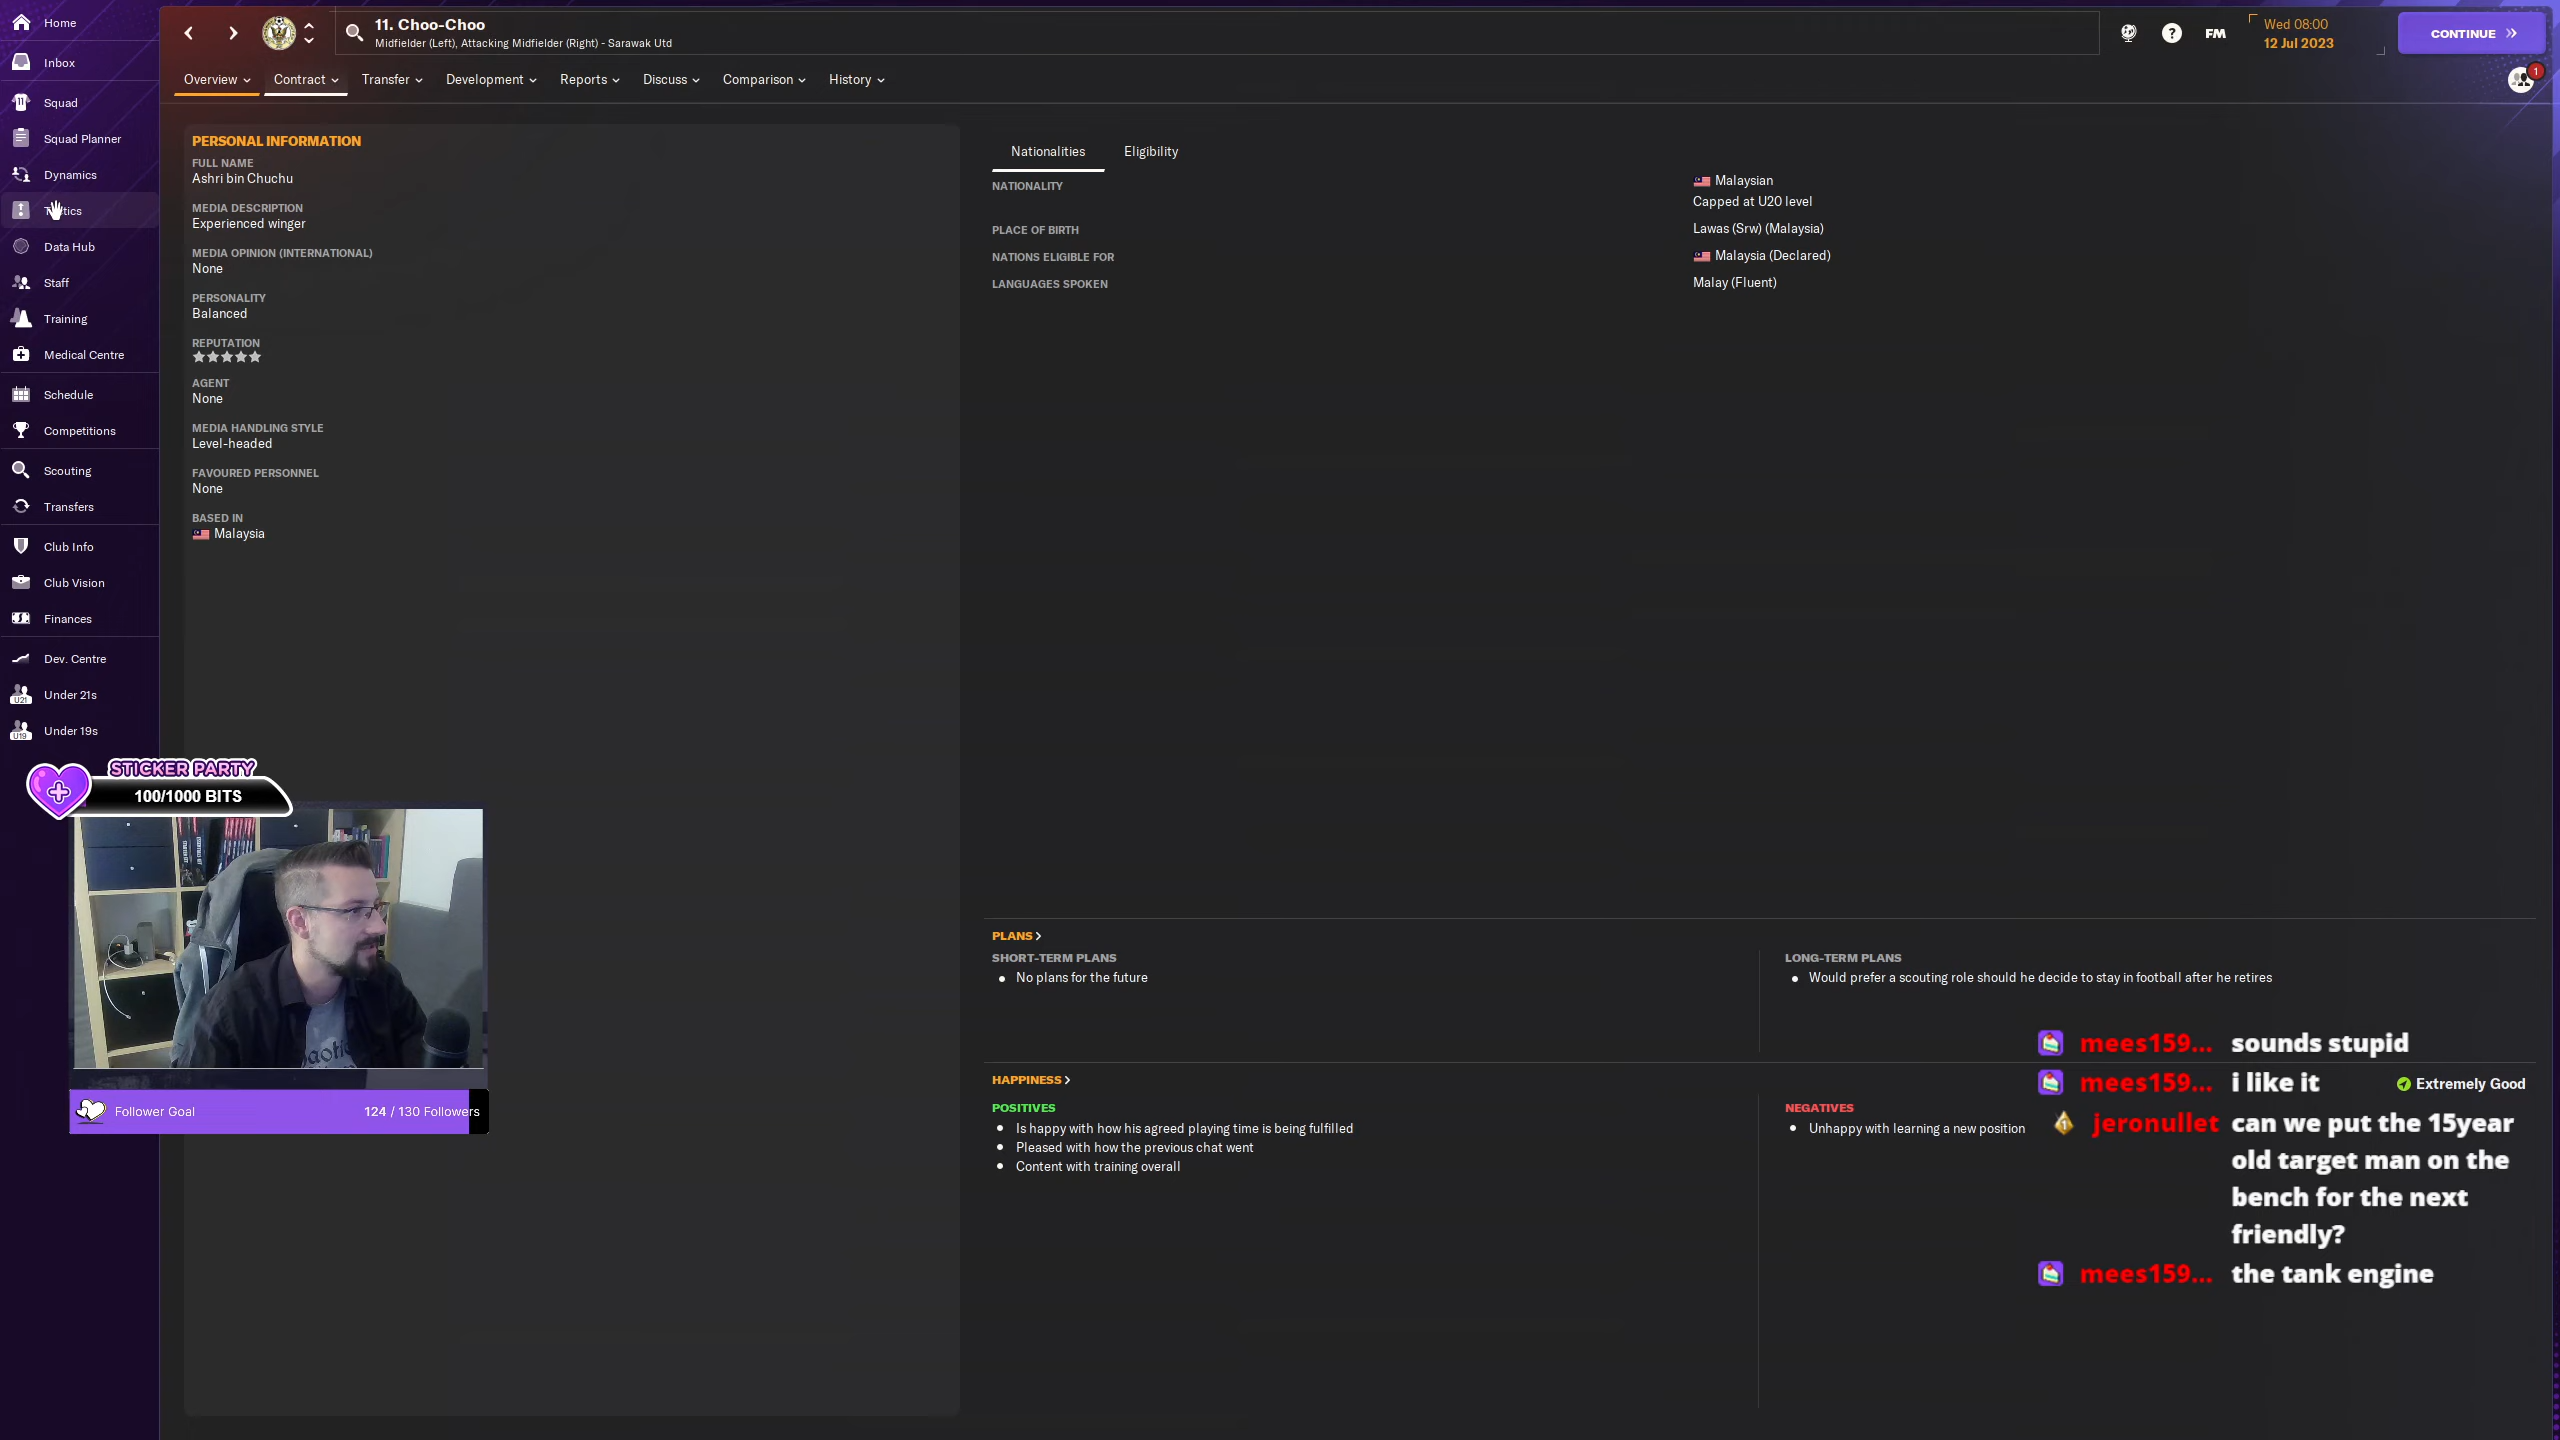 Home
Inbox
Squad
Squad Planner
Dynamics
Data Hub
Staff
Training
Medical Centre
Schedule
Competitions
Scouting
Transfers
Club Info
Club Vision
Finances
Dev. Centre
Under 21s
Under 19s
11. Choo-Choo
Midfielder (Left), Attacking Midfielder (Right) - Sarawak Utd
FM
Wed 08:00
12 Jul 2023
CONTINUE
1
Overview Contract Transfer Development Reports Discuss Comparison History
PERSONAL INFORMATION
FULL NAME
Ashri bin Chuchu
MEDIA DESCRIPTION
Experienced winger
MEDIA OPINION (INTERNATIONAL)
None
PERSONALITY
Balanced
REPUTATION
AGENT
None
MEDIA HANDLING STYLE
Level-headed
FAVOURED PERSONNEL
None
BASED IN
Malaysia
Nationalities Eligibility
NATIONALITY
Malaysian
Capped at U20 level
PLACE OF BIRTH
Lawas (Srw) (Malaysia)
NATIONS ELIGIBLE FOR
Malaysia (Declared)
LANGUAGES SPOKEN
Malay (Fluent)
PLANS
SHORT-TERM PLANS
No plans for the future
LONG-TERM PLANS
Would prefer a scouting role should he decide to stay in football after he retires
HAPPINESS
Extremely Good
POSITIVES
Is happy with how his agreed playing time is being fulfilled
Pleased with how the previous chat went
Content with training overall
NEGATIVES
Unhappy with learning a new position
mees159... sounds stupid
mees159... i like it
jeronullet can we put the 15year
old target man on the
bench for the next
friendly?
mees159... the tank engine
STICKER PARTY
100/1000 BITS
Follower Goal 124 / 130 Followers